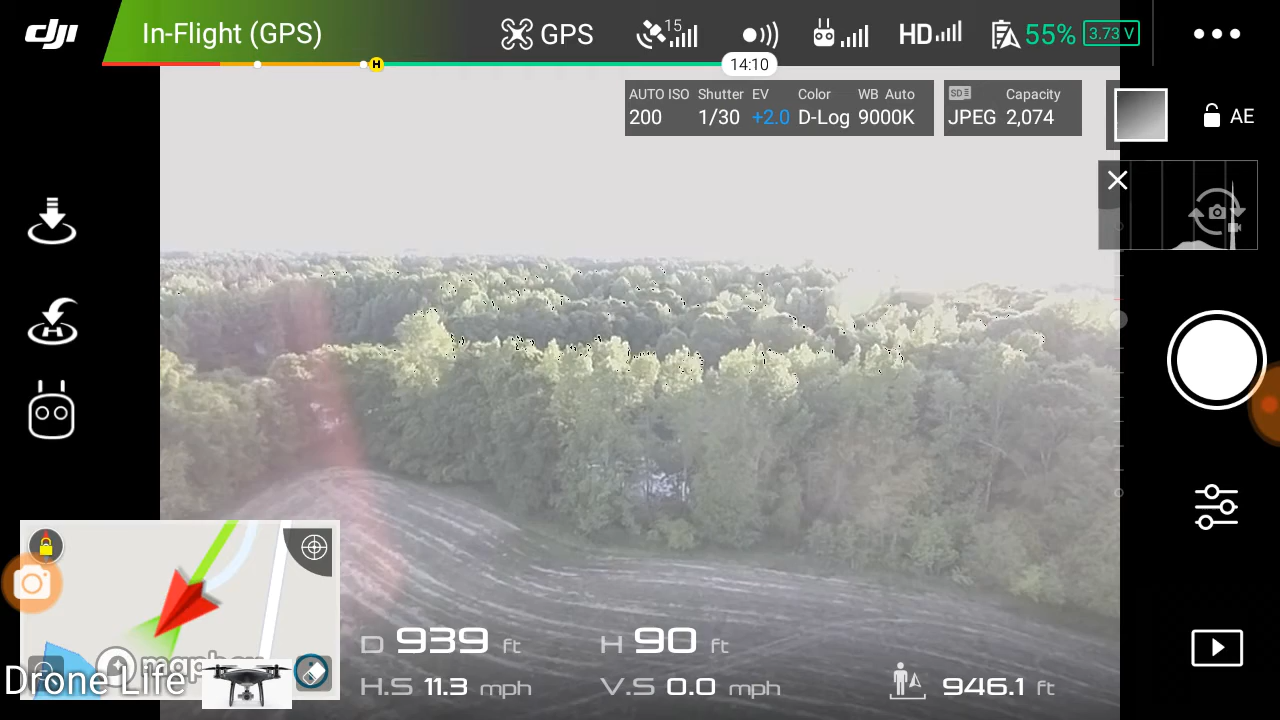 dji In-Flight (GPS) GPS 15 HD 55% 3.73 V
H 14:10
AUTO ISO Shutter EV Color WB Auto
200 1/30 +2.0 D-Log 9000K
SD Capacity
JPEG 2,074
AE
H
D 939 ft H 90 ft
H.S 11.3 mph V.S 0.0 mph 946.1 ft
mapbox
Drone Life